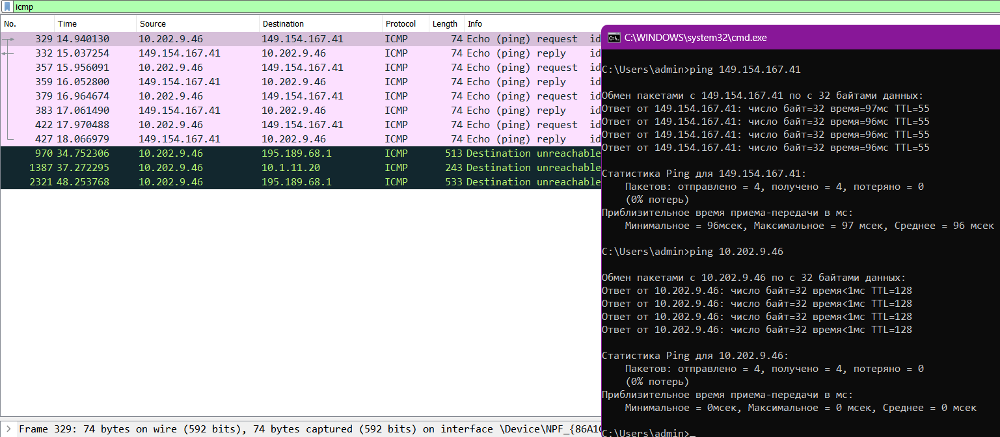 icmp
No. Time Source Destination Protocol Length Info
329 14.940130 10.202.9.46 149.154.167.41 ICMP 74 Echo (ping) request id
332 15.037254 149.154.167.41 10.202.9.46 ICMP 74 Echo (ping) reply id
357 15.956091 10.202.9.46 149.154.167.41 ICMP 74 Echo (ping) request id
359 16.052800 149.154.167.41 10.202.9.46 ICMP 74 Echo (ping) reply id
379 16.964674 10.202.9.46 149.154.167.41 ICMP 74 Echo (ping) request id
383 17.061490 149.154.167.41 10.202.9.46 ICMP 74 Echo (ping) reply id
422 17.970488 10.202.9.46 149.154.167.41 ICMP 74 Echo (ping) request id
427 18.066979 149.154.167.41 10.202.9.46 ICMP 74 Echo (ping) reply id
970 34.752306 10.202.9.46 195.189.68.1 ICMP 513 Destination unreachable
1387 37.272295 10.202.9.46 10.1.11.20 ICMP 243 Destination unreachable
2321 48.253768 10.202.9.46 195.189.68.1 ICMP 533 Destination unreachable
Frame 329: 74 bytes on wire (592 bits), 74 bytes captured (592 bits) on interface \Device\NPF_{86A1
C:\WINDOWS\system32\cmd.exe
C:\Users\admin>ping 149.154.167.41
Обмен пакетами с 149.154.167.41 по с 32 байтами данных:
Ответ от 149.154.167.41: число байт=32 время=97мс TTL=55
Ответ от 149.154.167.41: число байт=32 время=96мс TTL=55
Ответ от 149.154.167.41: число байт=32 время=96мс TTL=55
Ответ от 149.154.167.41: число байт=32 время=96мс TTL=55
Статистика Ping для 149.154.167.41:
Пакетов: отправлено = 4, получено = 4, потеряно = 0
(0% потерь)
Приблизительное время приема-передачи в мс:
Минимальное = 96мсек, Максимальное = 97 мсек, Среднее = 96 мсек
C:\Users\admin>ping 10.202.9.46
Обмен пакетами с 10.202.9.46 по с 32 байтами данных:
Ответ от 10.202.9.46: число байт=32 время<1мс TTL=128
Ответ от 10.202.9.46: число байт=32 время<1мс TTL=128
Ответ от 10.202.9.46: число байт=32 время<1мс TTL=128
Ответ от 10.202.9.46: число байт=32 время<1мс TTL=128
Статистика Ping для 10.202.9.46:
Пакетов: отправлено = 4, получено = 4, потеряно = 0
(0% потерь)
Приблизительное время приема-передачи в мс:
Минимальное = 0мсек, Максимальное = 0 мсек, Среднее = 0 мсек
C:\Users\admin>_